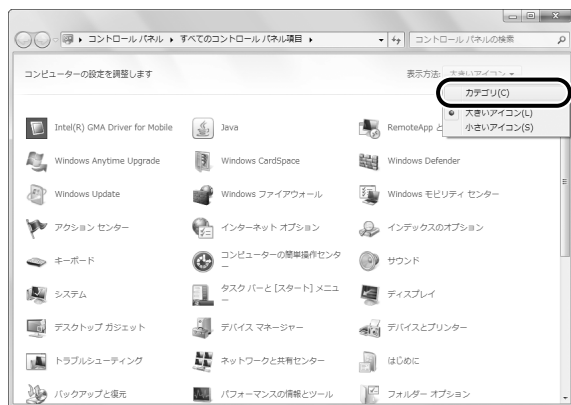 コントロール パネル ▸ すべてのコントロール パネル項目 ▸
コントロール パネルの検索
コンピューターの設定を調整します
表示方法: 大きいアイコン
カテゴリ(C)
大きいアイコン(L)
小さいアイコン(S)
Intel(R) GMA Driver for Mobile
Java
RemoteApp と
Windows Anytime Upgrade
Windows CardSpace
Windows Defender
Windows Update
Windows ファイアウォール
Windows モビリティ センター
アクション センター
インターネット オプション
インデックスのオプション
キーボード
コンピューターの簡単操作センタ
ー
サウンド
システム
タスク バーと [スタート] メニュ
ー
ディスプレイ
デスクトップ ガジェット
デバイス マネージャー
デバイスとプリンター
トラブルシューティング
ネットワークと共有センター
はじめに
バックアップと復元
パフォーマンスの情報とツール
フォルダー オプション